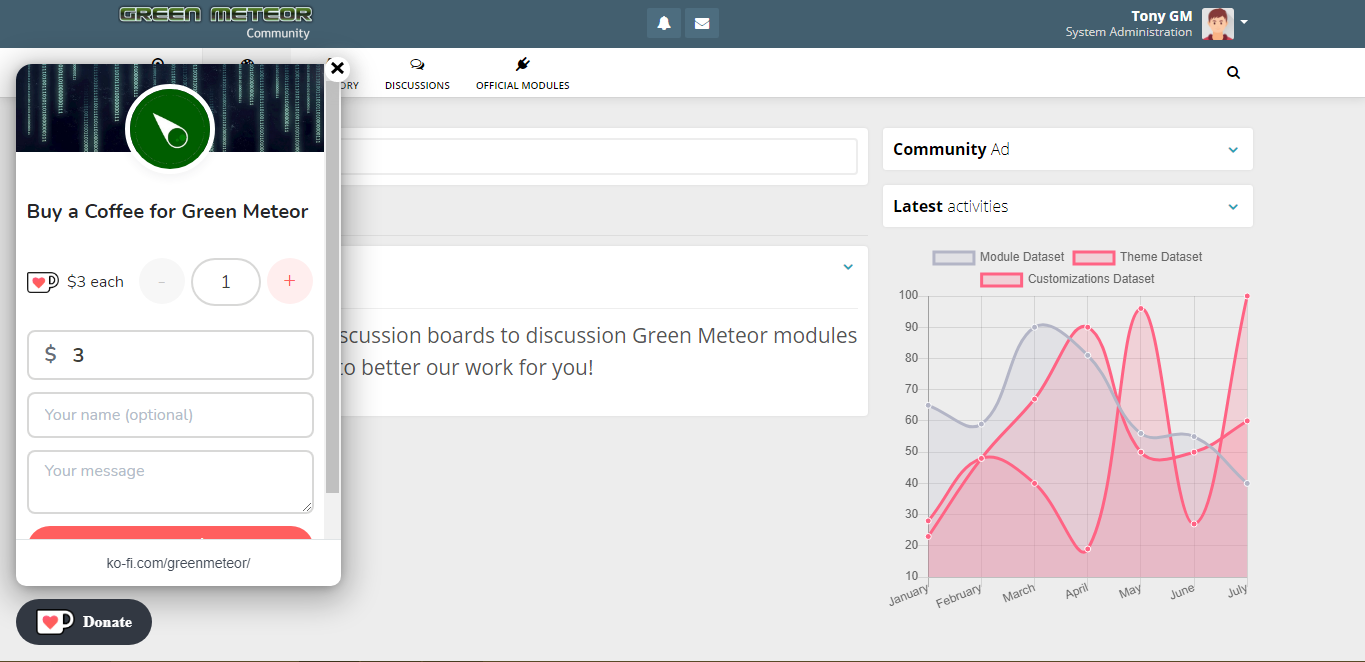 GREEN METEOR
Community
Tony GM
System Administration
ORY
DISCUSSIONS
OFFICIAL MODULES
Buy a Coffee for Green Meteor
$3 each
-
1
+
$ 3
Your name (optional)
Your message
ko-fi.com/greenmeteor/
Donate
scussion boards to discussion Green Meteor modules
to better our work for you!
Community Ad
Latest activities
Module Dataset
Theme Dataset
Customizations Dataset
100
90
80
70
60
50
40
30
20
10
January
February
March
April
May
June
July